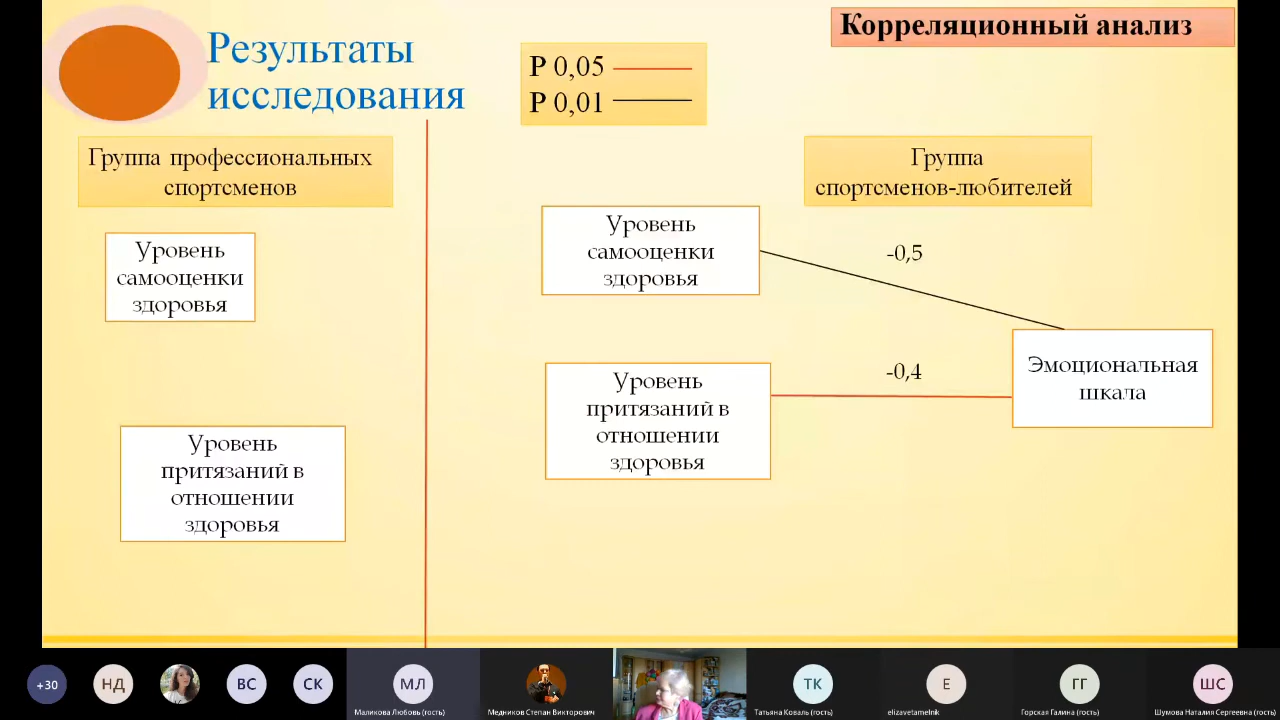 Корреляционный анализ
Результаты
исследования
Р 0,05
Р 0,01
Группа профессиональных
спортсменов
Группа
спортсменов-любителей
Уровень
самооценки
здоровья
Уровень
притязаний в
отношении
здоровья
Уровень
самооценки
здоровья
-0,5
Уровень
притязаний в
отношении
здоровья
-0,4
Эмоциональная
шкала
+30
НД
ВС
СК
МЛ
Маликова Любовь (гость)
Медников Степан Викторович
ТК
Татьяна Коваль (гость)
Е
elizavetamelnik
ГГ
Горская Галина (гость)
ШС
Шумова Наталия Сергеевна (гость)